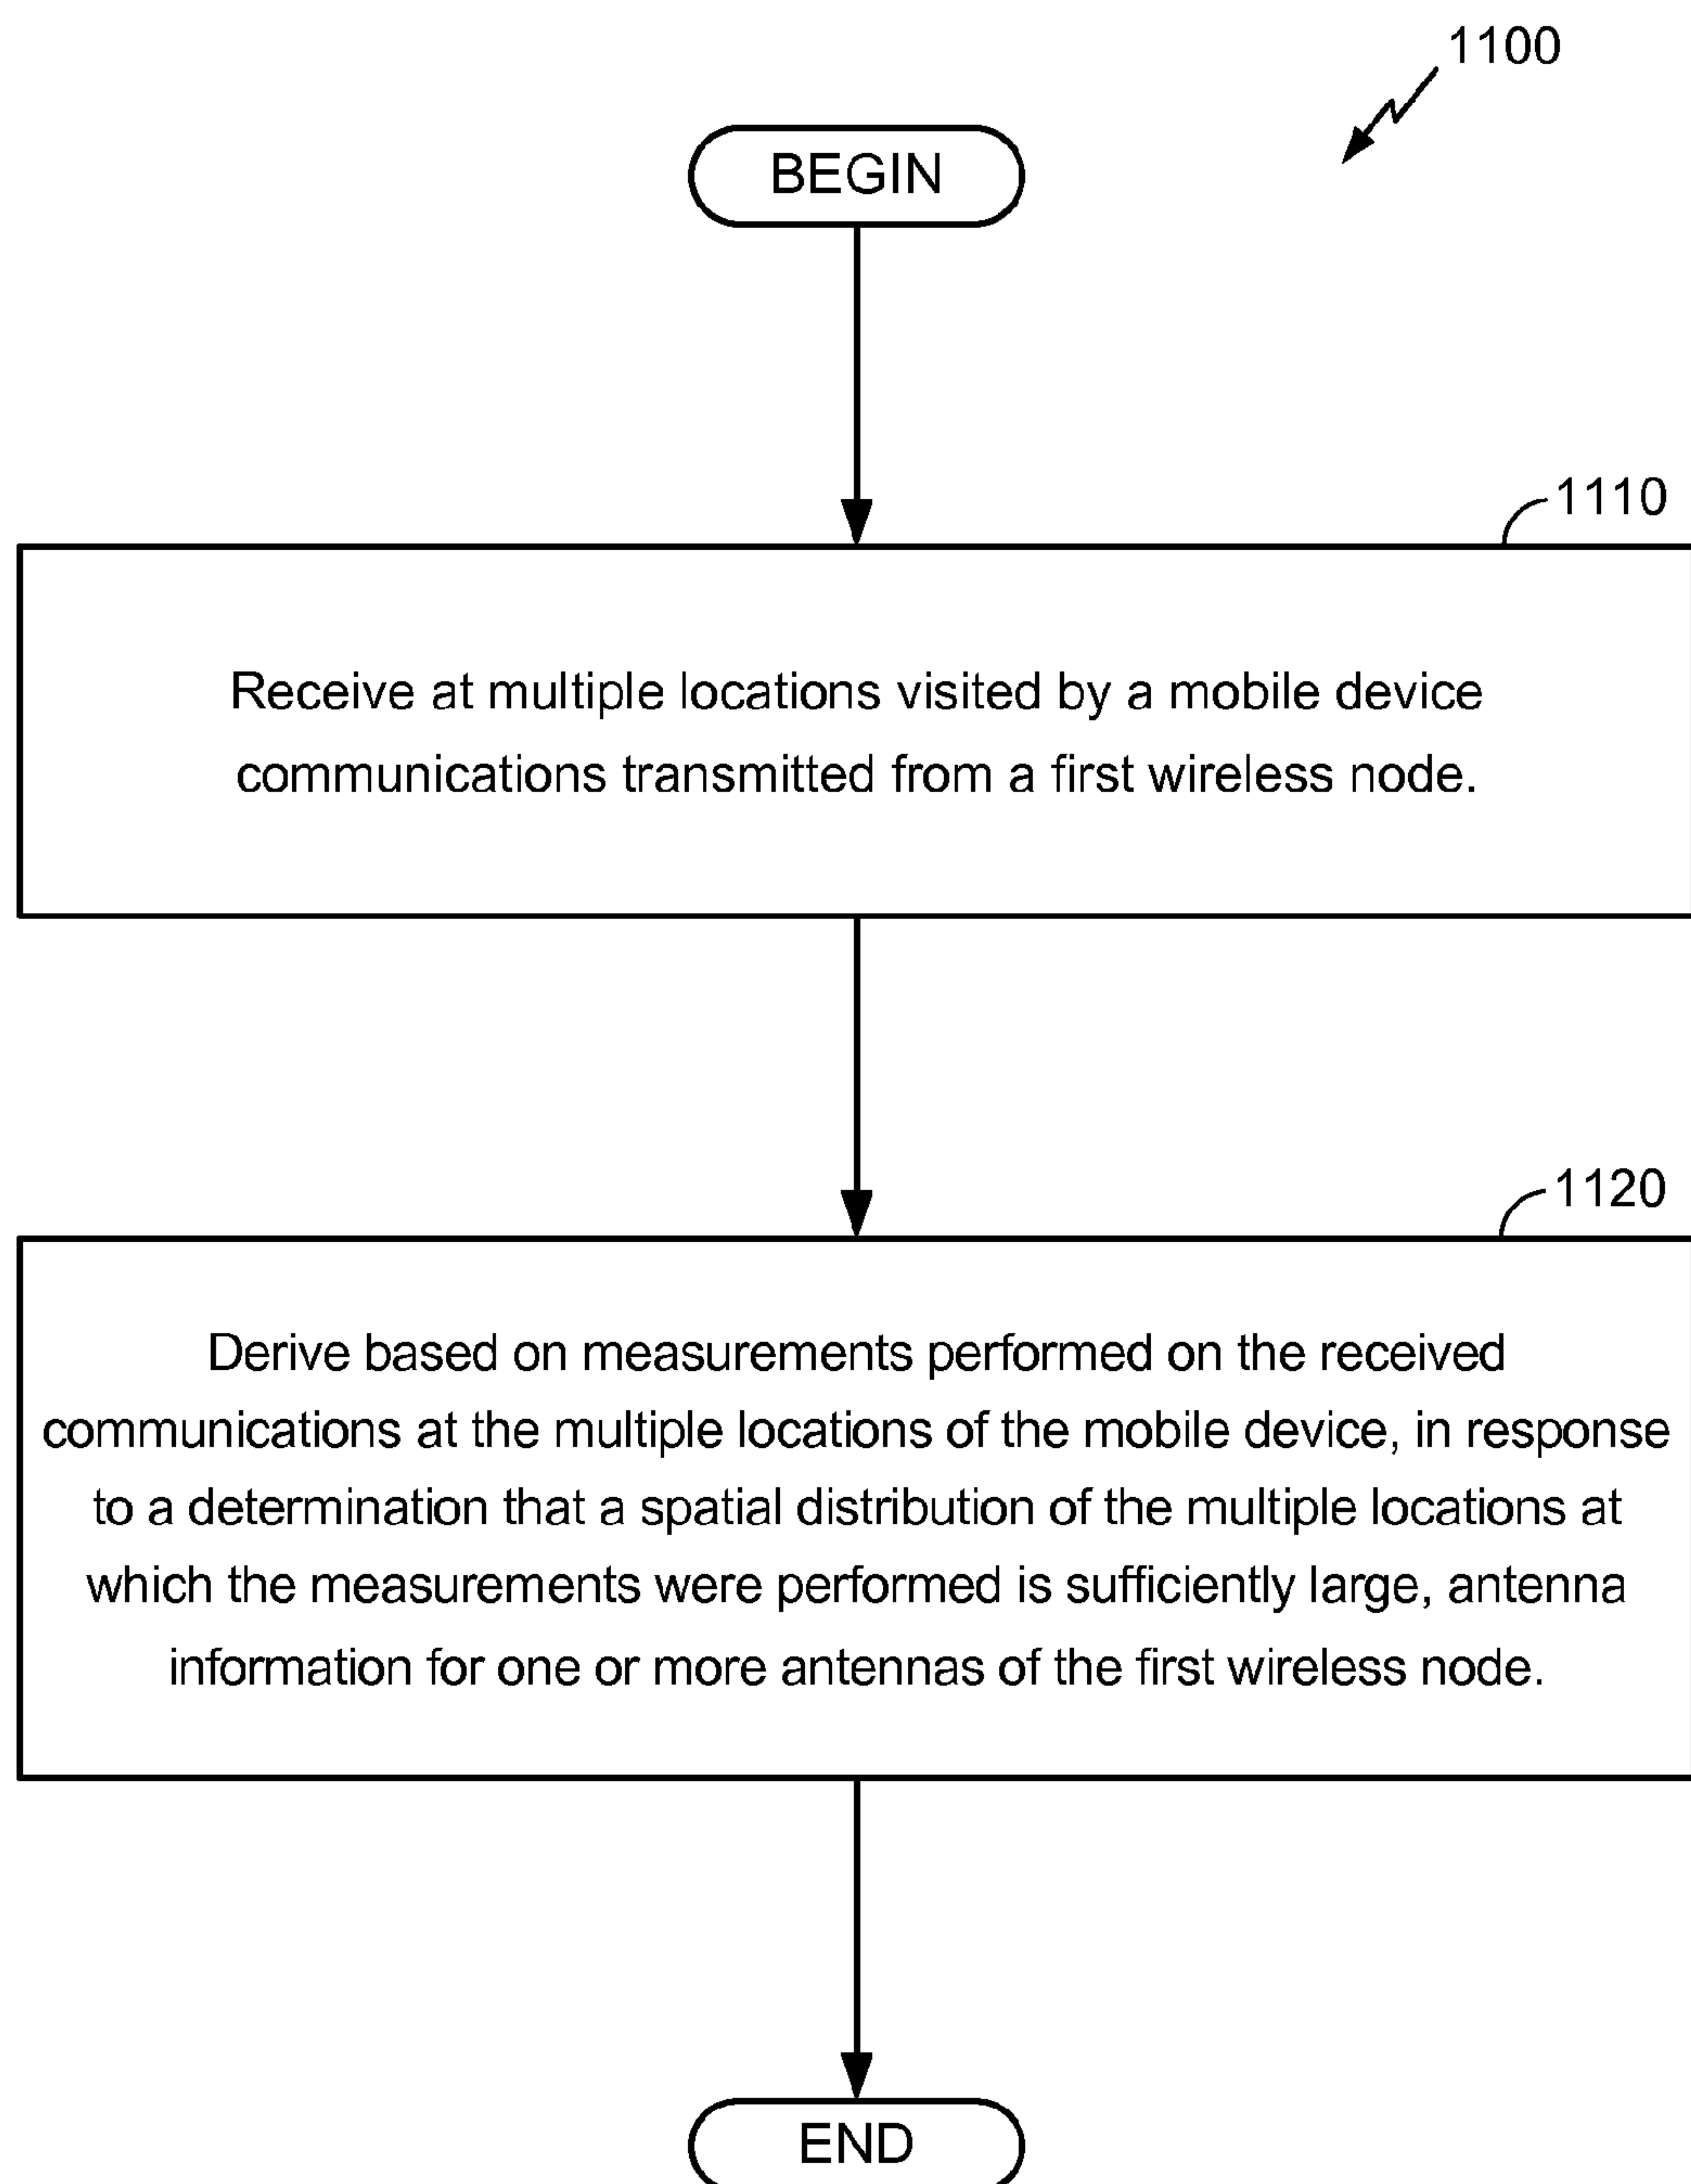 1100
BEGIN
1110
Receive at multiple locations visited by a mobile device
communications transmitted from a first wireless node.
1120
Derive based on measurements performed on the received
communications at the multiple locations of the mobile device, in response
to a determination that a spatial distribution of the multiple locations at
which the measurements were performed is sufficiently large, antenna
information for one or more antennas of the first wireless node.
END